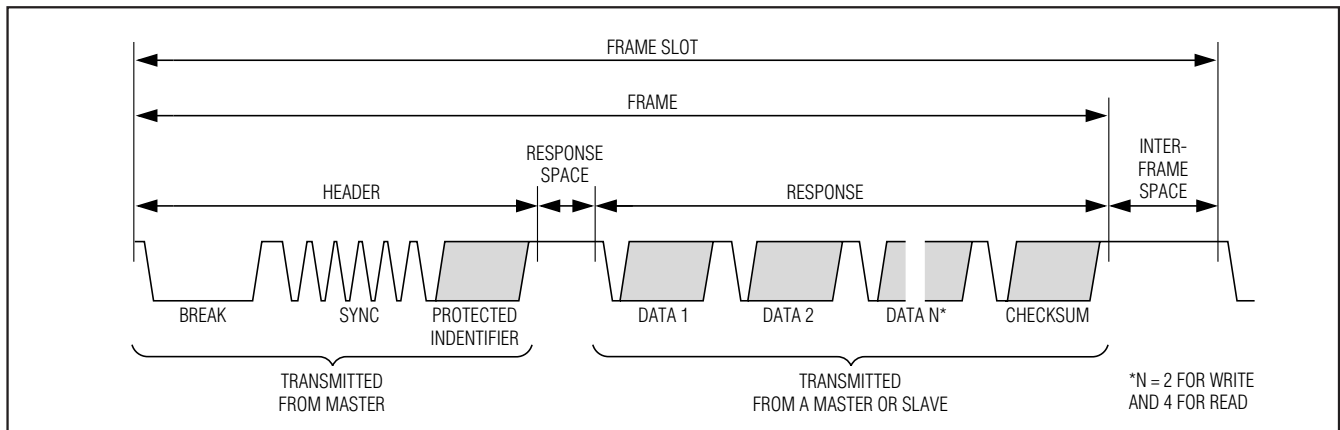 FRAME SLOT
FRAME
RESPONSE
SPACE
INTER-
FRAME
SPACE
HEADER
RESPONSE
BREAK
SYNC
PROTECTED
INDENTIFIER
DATA 1
DATA 2
DATA N*
CHECKSUM
TRANSMITTED
FROM MASTER
TRANSMITTED
FROM A MASTER OR SLAVE
*N = 2 FOR WRITE
AND 4 FOR READ